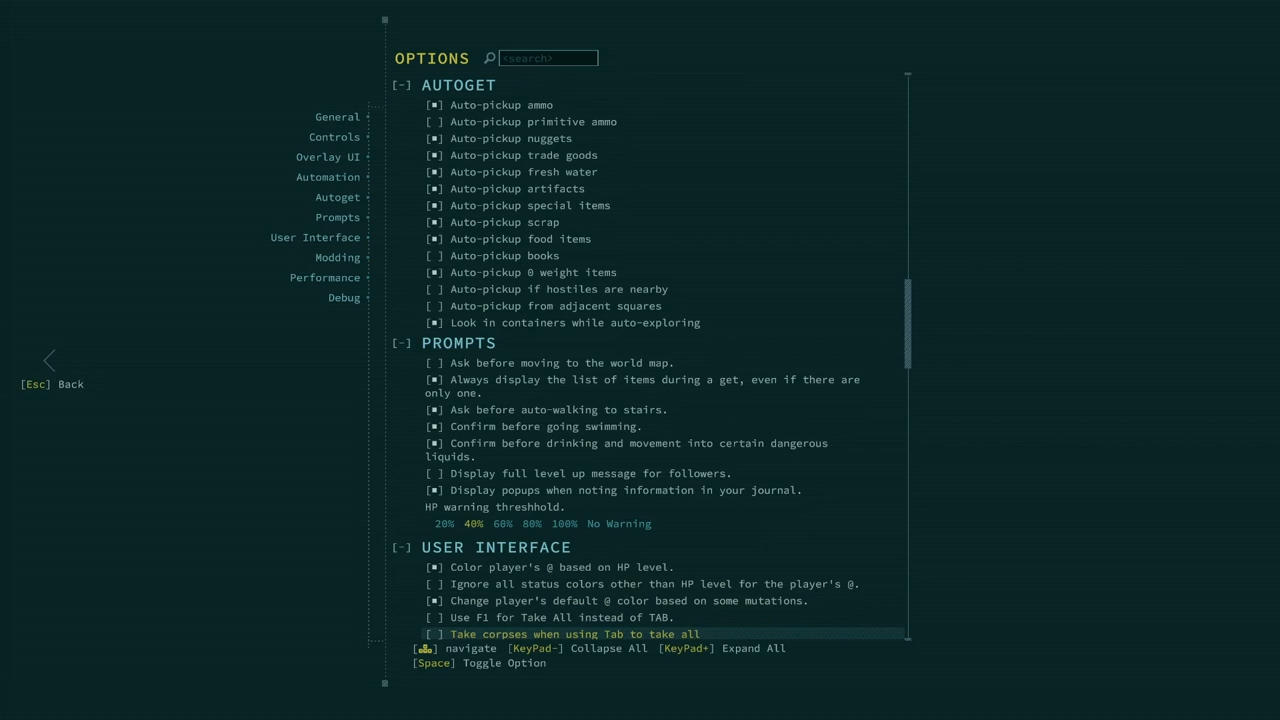 OPTIONS <search>
[-] AUTOGET
[■] Auto-pickup ammo
[ ] Auto-pickup primitive ammo
[■] Auto-pickup nuggets
[■] Auto-pickup trade goods
[■] Auto-pickup fresh water
[■] Auto-pickup artifacts
[■] Auto-pickup special items
[■] Auto-pickup scrap
[■] Auto-pickup food items
[ ] Auto-pickup books
[■] Auto-pickup 0 weight items
[ ] Auto-pickup if hostiles are nearby
[ ] Auto-pickup from adjacent squares
[■] Look in containers while auto-exploring
[-] PROMPTS
[ ] Ask before moving to the world map.
[■] Always display the list of items during a get, even if there are
only one.
[■] Ask before auto-walking to stairs.
[■] Confirm before going swimming.
[■] Confirm before drinking and movement into certain dangerous
liquids.
[ ] Display full level up message for followers.
[■] Display popups when noting information in your journal.
HP warning threshhold.
20% 40% 60% 80% 100% No Warning
[-] USER INTERFACE
[■] Color player's @ based on HP level.
[ ] Ignore all status colors other than HP level for the player's @.
[■] Change player's default @ color based on some mutations.
[ ] Use F1 for Take All instead of TAB.
[ ] Take corpses when using Tab to take all
General
Controls
Overlay UI
Automation
Autoget
Prompts
User Interface
Modding
Performance
Debug
[Esc] Back
navigate [KeyPad-] Collapse All [KeyPad+] Expand All
[Space] Toggle Option